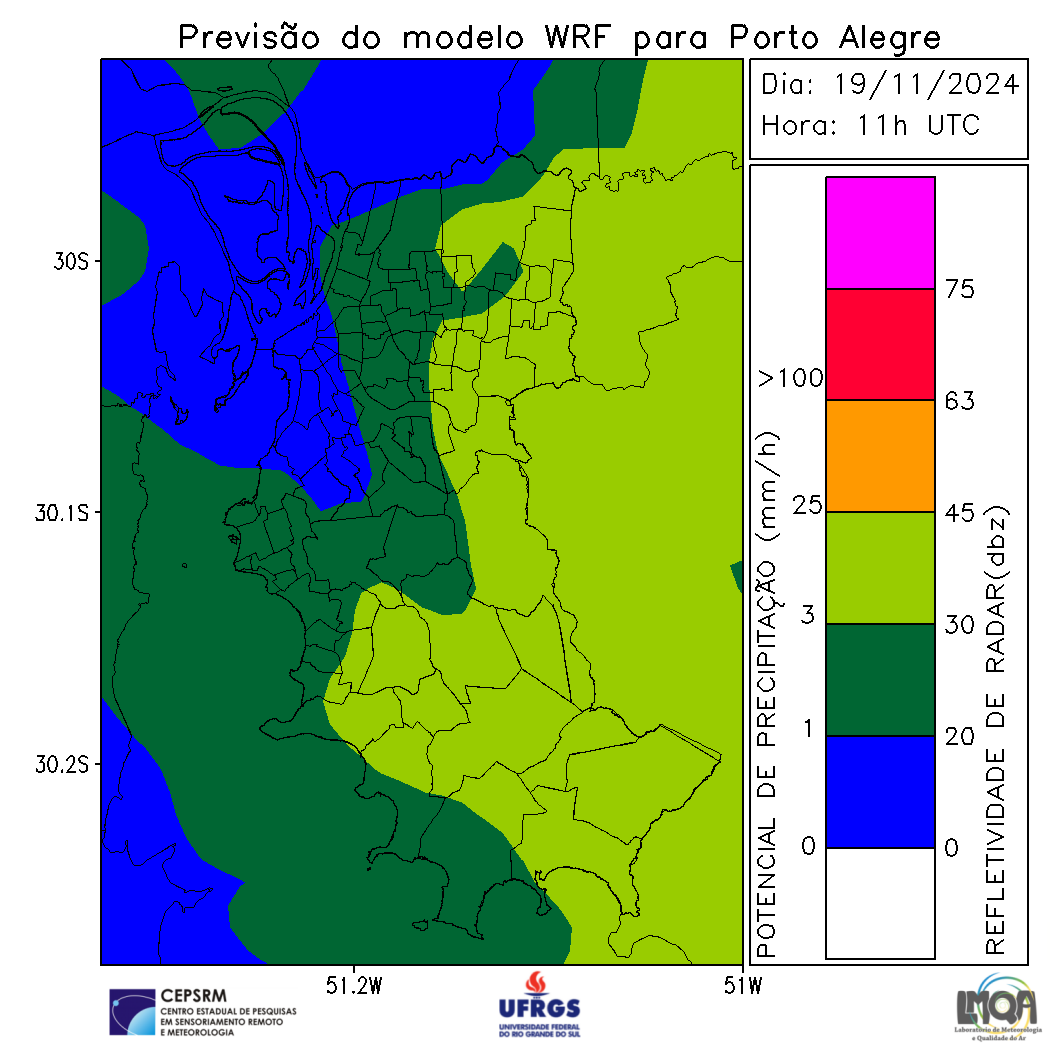 Previsão do modelo WRF para Porto Alegre
Dia: 19/11/2024
Hora: 11h UTC
30S
30.1S
30.2S
51.2W
51W
POTENCIAL DE PRECIPITAÇÃO (mm/h)
>100
25
3
1
0
75
63
45
30
20
0
REFLETIVIDADE DE RADAR(dbz)
CEPSRM
CENTRO ESTADUAL DE PESQUISAS
EM SENSORIAMENTO REMOTO
E METEOROLOGIA
UFRGS
UNIVERSIDADE FEDERAL
DO RIO GRANDE DO SUL
LMQA
Laboratório de Meteorologia
e Qualidade do Ar